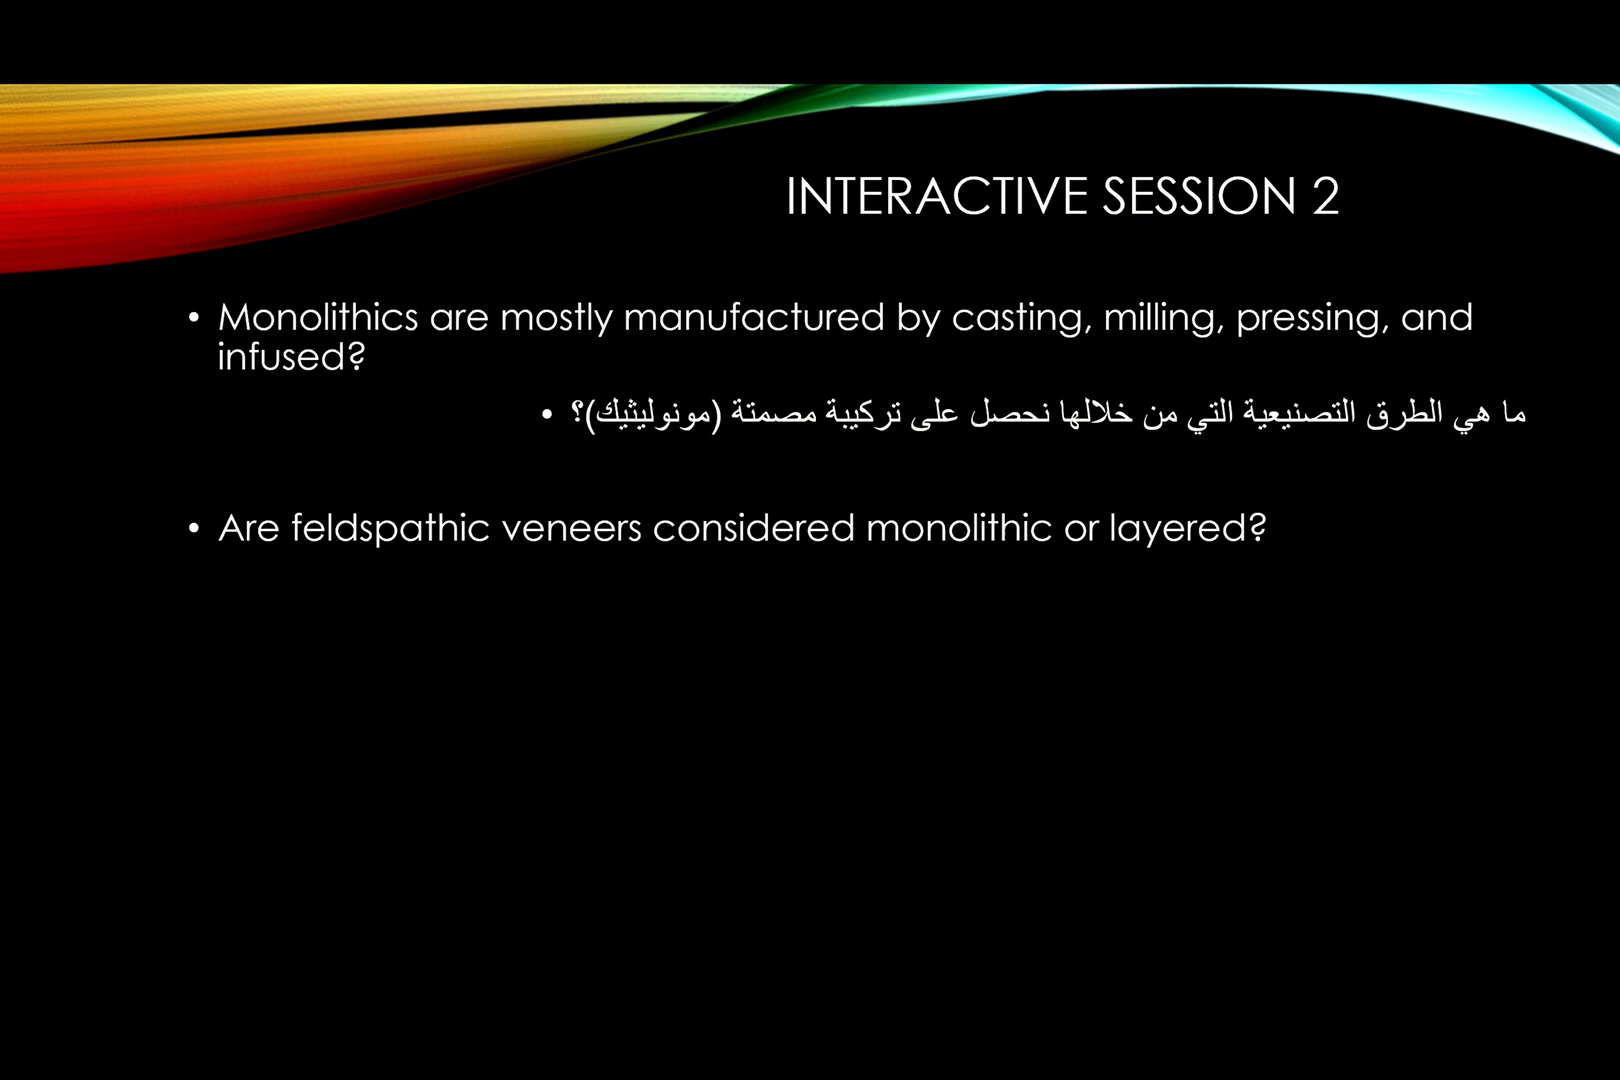 INTERACTIVE SESSION 2
• Monolithics are mostly manufactured by casting, milling, pressing, and
infused?
• ما هي الطرق التصنيعية التي من خلالها نحصل على تركيبة مصمتة (مونوليثيك)؟
• Are feldspathic veneers considered monolithic or layered?